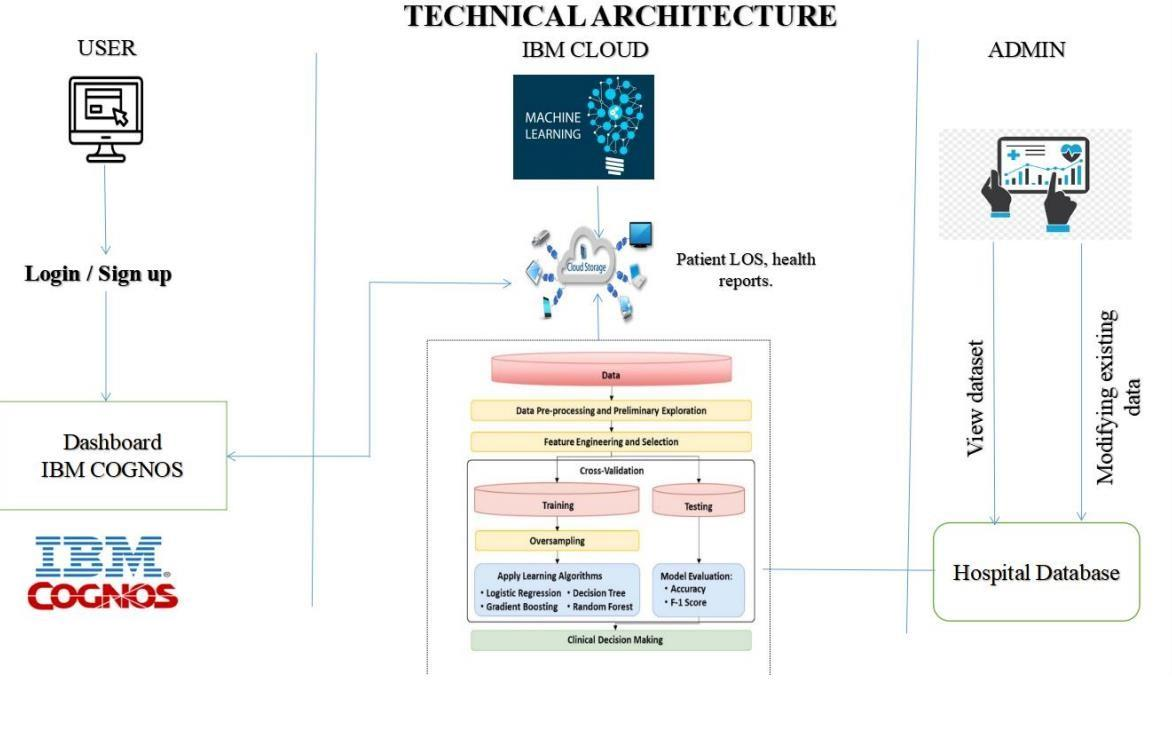 TECHNICAL ARCHITECTURE
USER
IBM CLOUD
ADMIN
MACHINE
LEARNING
Cloud Storage
Patient LOS, health
reports.
Login / Sign up
Dashboard
IBM COGNOS
IBM®
COGNOS
Data
Data Pre-processing and Preliminary Exploration
Feature Engineering and Selection
Cross-Validation
Training
Testing
Oversampling
Apply Learning Algorithms
• Logistic Regression • Decision Tree
• Gradient Boosting • Random Forest
Model Evaluation:
• Accuracy
• F-1 Score
Clinical Decision Making
View dataset
Modifying existing
data
Hospital Database